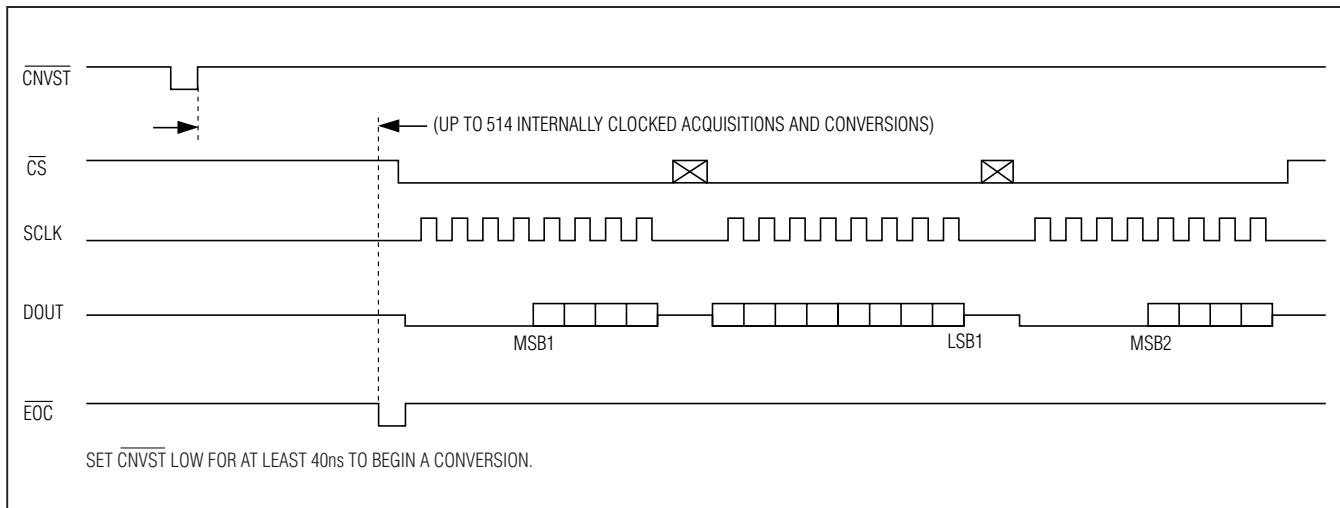 CNVST
(UP TO 514 INTERNALLY CLOCKED ACQUISITIONS AND CONVERSIONS)
CS
SCLK
DOUT
MSB1
LSB1
MSB2
EOC
SET CNVST LOW FOR AT LEAST 40ns TO BEGIN A CONVERSION.